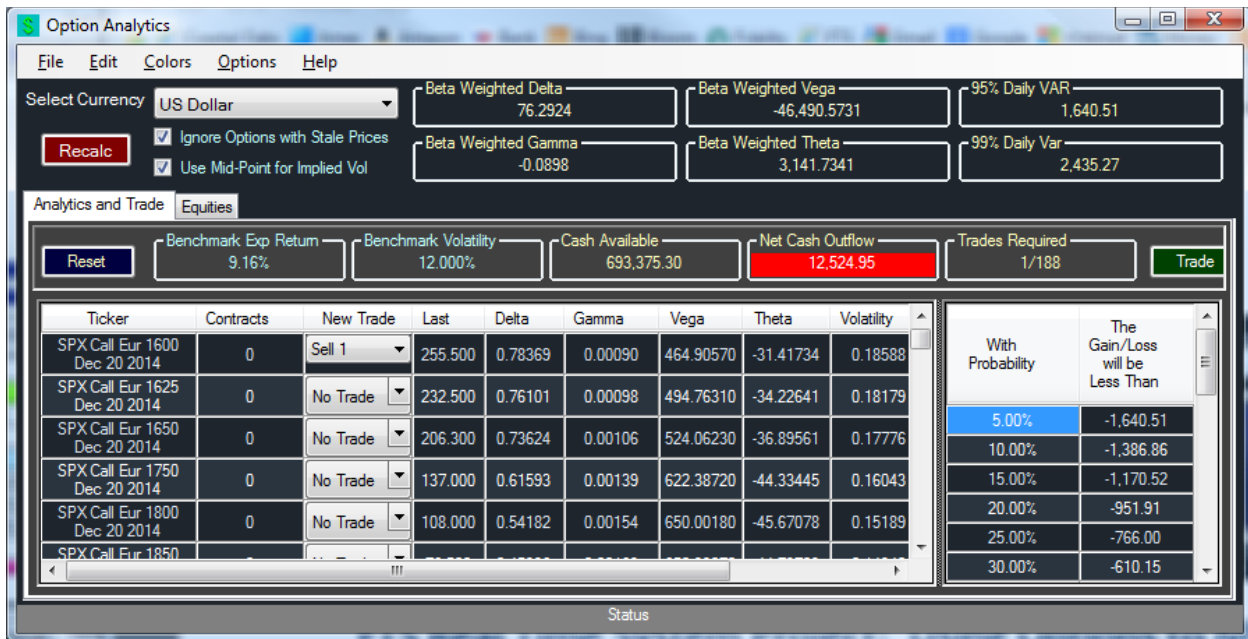 Option Analytics
File Edit Colors Options Help
Select Currency US Dollar
Beta Weighted Delta Beta Weighted Vega 95% Daily VAR
76.2924 -46,490.5731 1,640.51
Ignore Options with Stale Prices
Recalc
Use Mid-Point for Implied Vol
Beta Weighted Gamma Beta Weighted Theta 99% Daily Var
-0.0898 3,141.7341 2,435.27
Analytics and Trade Equities
Reset
Benchmark Exp Return Benchmark Volatility Cash Available Net Cash Outflow Trades Required
9.16% 12.000% 693,375.30 12,524.95 1/188
Trade
Ticker Contracts New Trade Last Delta Gamma Vega Theta Volatility
SPX Call Eur 1600
Dec 20 2014
0 Sell 1 255.500 0.78369 0.00090 464.90570 -31.41734 0.18588
SPX Call Eur 1625
Dec 20 2014
0 No Trade 232.500 0.76101 0.00098 494.76310 -34.22641 0.18179
SPX Call Eur 1650
Dec 20 2014
0 No Trade 206.300 0.73624 0.00106 524.06230 -36.89561 0.17776
SPX Call Eur 1750
Dec 20 2014
0 No Trade 137.000 0.61593 0.00139 622.38720 -44.33445 0.16043
SPX Call Eur 1800
Dec 20 2014
0 No Trade 108.000 0.54182 0.00154 650.00180 -45.67078 0.15189
SPX Call Eur 1850
With
Probability
The
Gain/Loss
will be
Less Than
5.00% -1,640.51
10.00% -1,386.86
15.00% -1,170.52
20.00% -951.91
25.00% -766.00
30.00% -610.15
Status